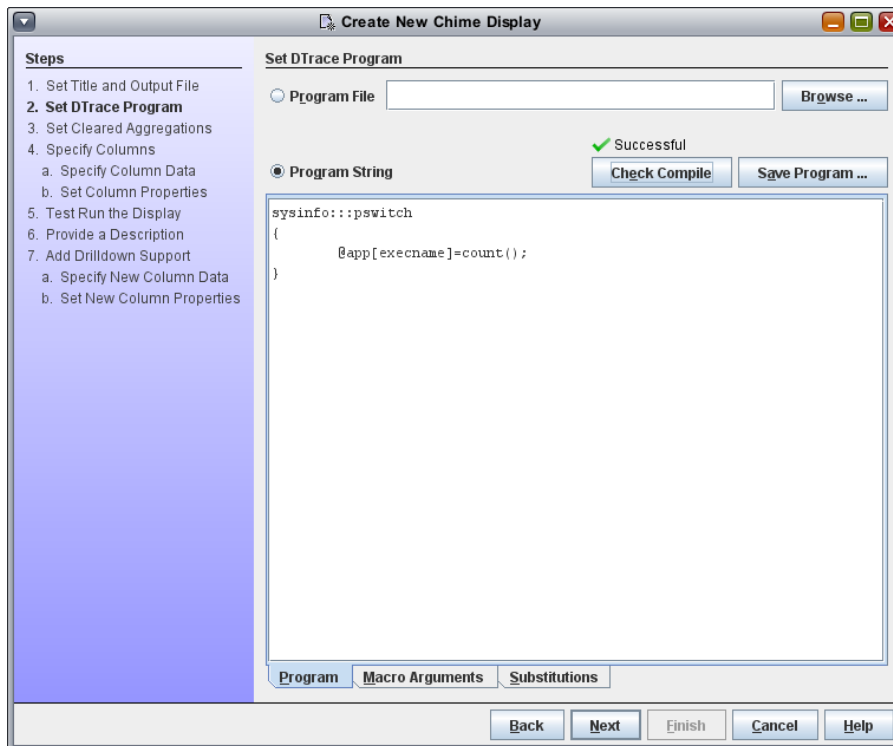 Create New Chime Display
Steps
1. Set Title and Output File
2. Set DTrace Program
3. Set Cleared Aggregations
4. Specify Columns
a. Specify Column Data
b. Set Column Properties
5. Test Run the Display
6. Provide a Description
7. Add Drilldown Support
a. Specify New Column Data
b. Set New Column Properties
Set DTrace Program
Program File
Browse ...
Successful
Program String
Check Compile
Save Program ...
sysinfo:::pswitch
{
@app[execname]=count();
}
Program
Macro Arguments
Substitutions
Back
Next
Finish
Cancel
Help